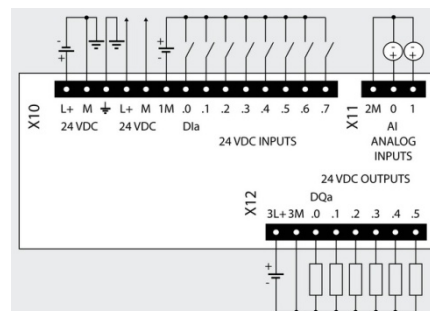 X10
L+ M L+ M 1M .0 .1 .2 .3 .4 .5 .6 .7
24 VDC 24 VDC DIa
24 VDC INPUTS
X11
2M 0 1
AI
ANALOG
INPUTS
24 VDC OUTPUTS
X12
DQa
3L+ 3M .0 .1 .2 .3 .4 .5